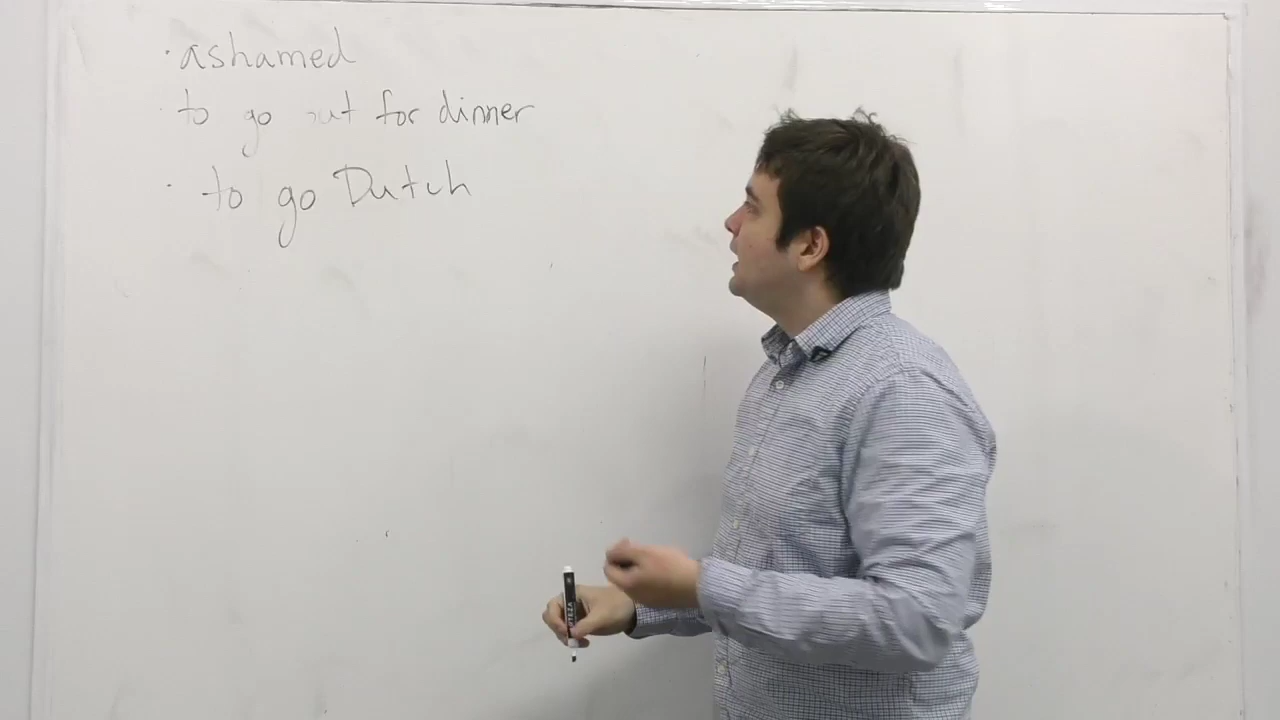 · ashamed
· to go out for dinner
· to go Dutch